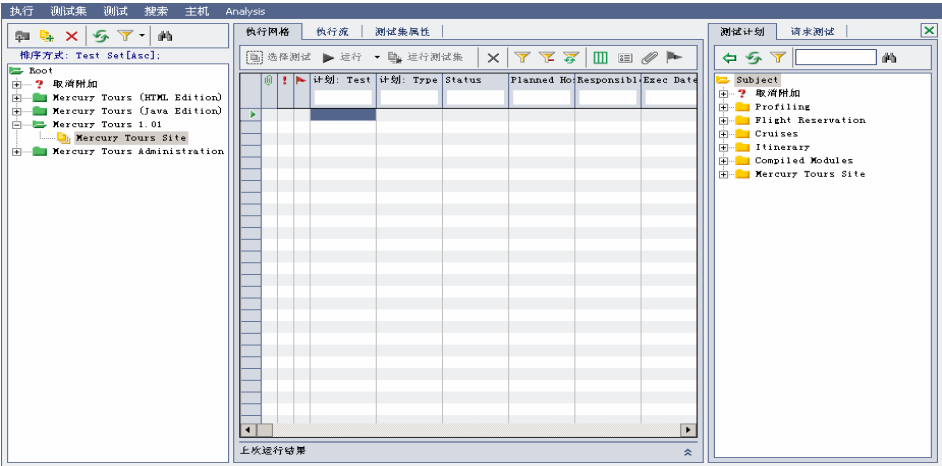 执行 测试集 测试 搜索 主机 Analysis
排序方式: Test Set[Asc];
Root
? 取消附加
Mercury Tours (HTML Edition)
Mercury Tours (Java Edition)
Mercury Tours 1.01
Mercury Tours Site
Mercury Tours Administration
执行网格 执行流 测试集属性
选择测试 运行 运行测试集
! 计划: Test 计划: Type Status Planned Ho Responsibl Exec Date
上次运行结果
测试计划 请求测试
Subject
? 取消附加
Profiling
Flight Reservation
Cruises
Itinerary
Compiled Modules
Mercury Tours Site